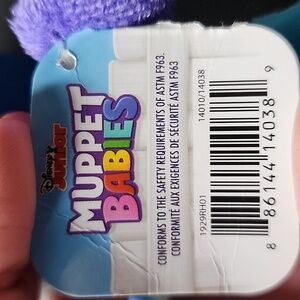 Disney
JUNIOR
MUPPET
BABIES
CONFORMS TO THE SAFETY REQUIREMENTS OF ASTM F963.
CONFORMITÉ AUX EXIGENCES DE SÉCURITÉ ASTM F963
1929RH01
14010/14038
8 86144 14038 9